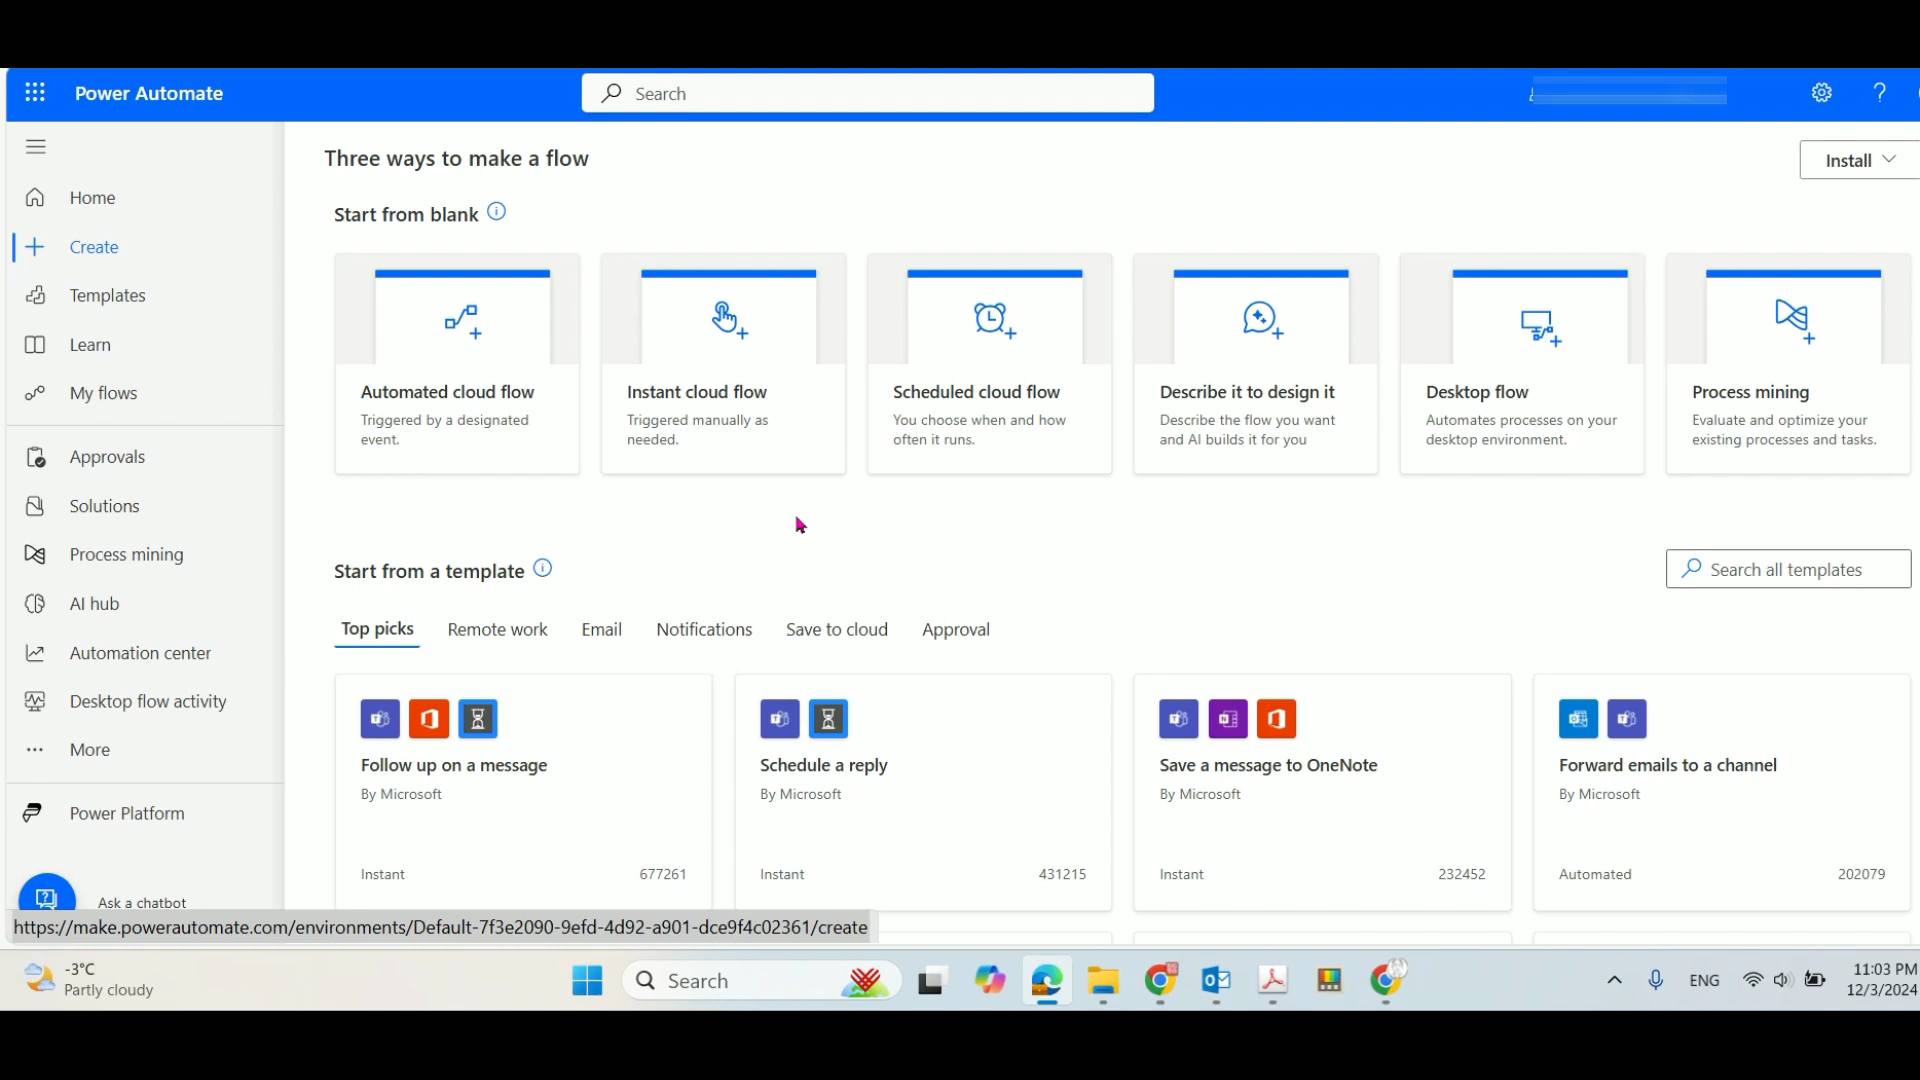 Power Automate
Search
Home
Create
Templates
Learn
My flows
Approvals
Solutions
Process mining
AI hub
Automation center
Desktop flow activity
More
Power Platform
Ask a chatbot
Three ways to make a flow
Install
Start from blank
Automated cloud flow
Triggered by a designated
event.
Instant cloud flow
Triggered manually as
needed.
Scheduled cloud flow
You choose when and how
often it runs.
Describe it to design it
Describe the flow you want
and AI builds it for you
Desktop flow
Automates processes on your
desktop environment.
Process mining
Evaluate and optimize your
existing processes and tasks.
Start from a template
Search all templates
Top picks Remote work Email Notifications Save to cloud Approval
Follow up on a message
By Microsoft
Instant 677261
Schedule a reply
By Microsoft
Instant 431215
Save a message to OneNote
By Microsoft
Instant 232452
Forward emails to a channel
By Microsoft
Automated 202079
https://make.powerautomate.com/environments/Default-7f3e2090-9efd-4d92-a901-dce9f4c02361/create
-3°C
Partly cloudy
Search
ENG
11:03 PM
12/3/2024